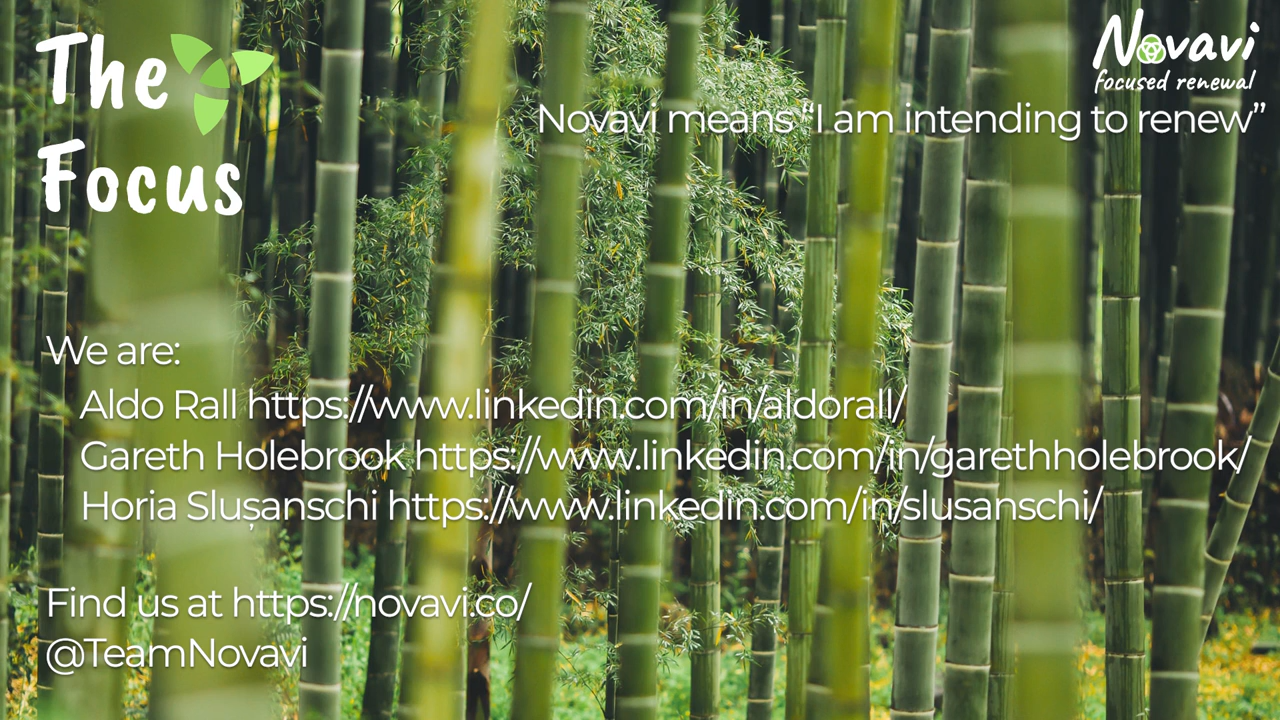 The
Focus
Novavi
focused renewal
Novavi means “I am intending to renew”
We are:
Aldo Rall https://www.linkedin.com/in/aldorall/
Gareth Holebrook https://www.linkedin.com/in/garethholebrook/
Horia Slușanschi https://www.linkedin.com/in/slusanschi/
Find us at https://novavi.co/
@TeamNovavi